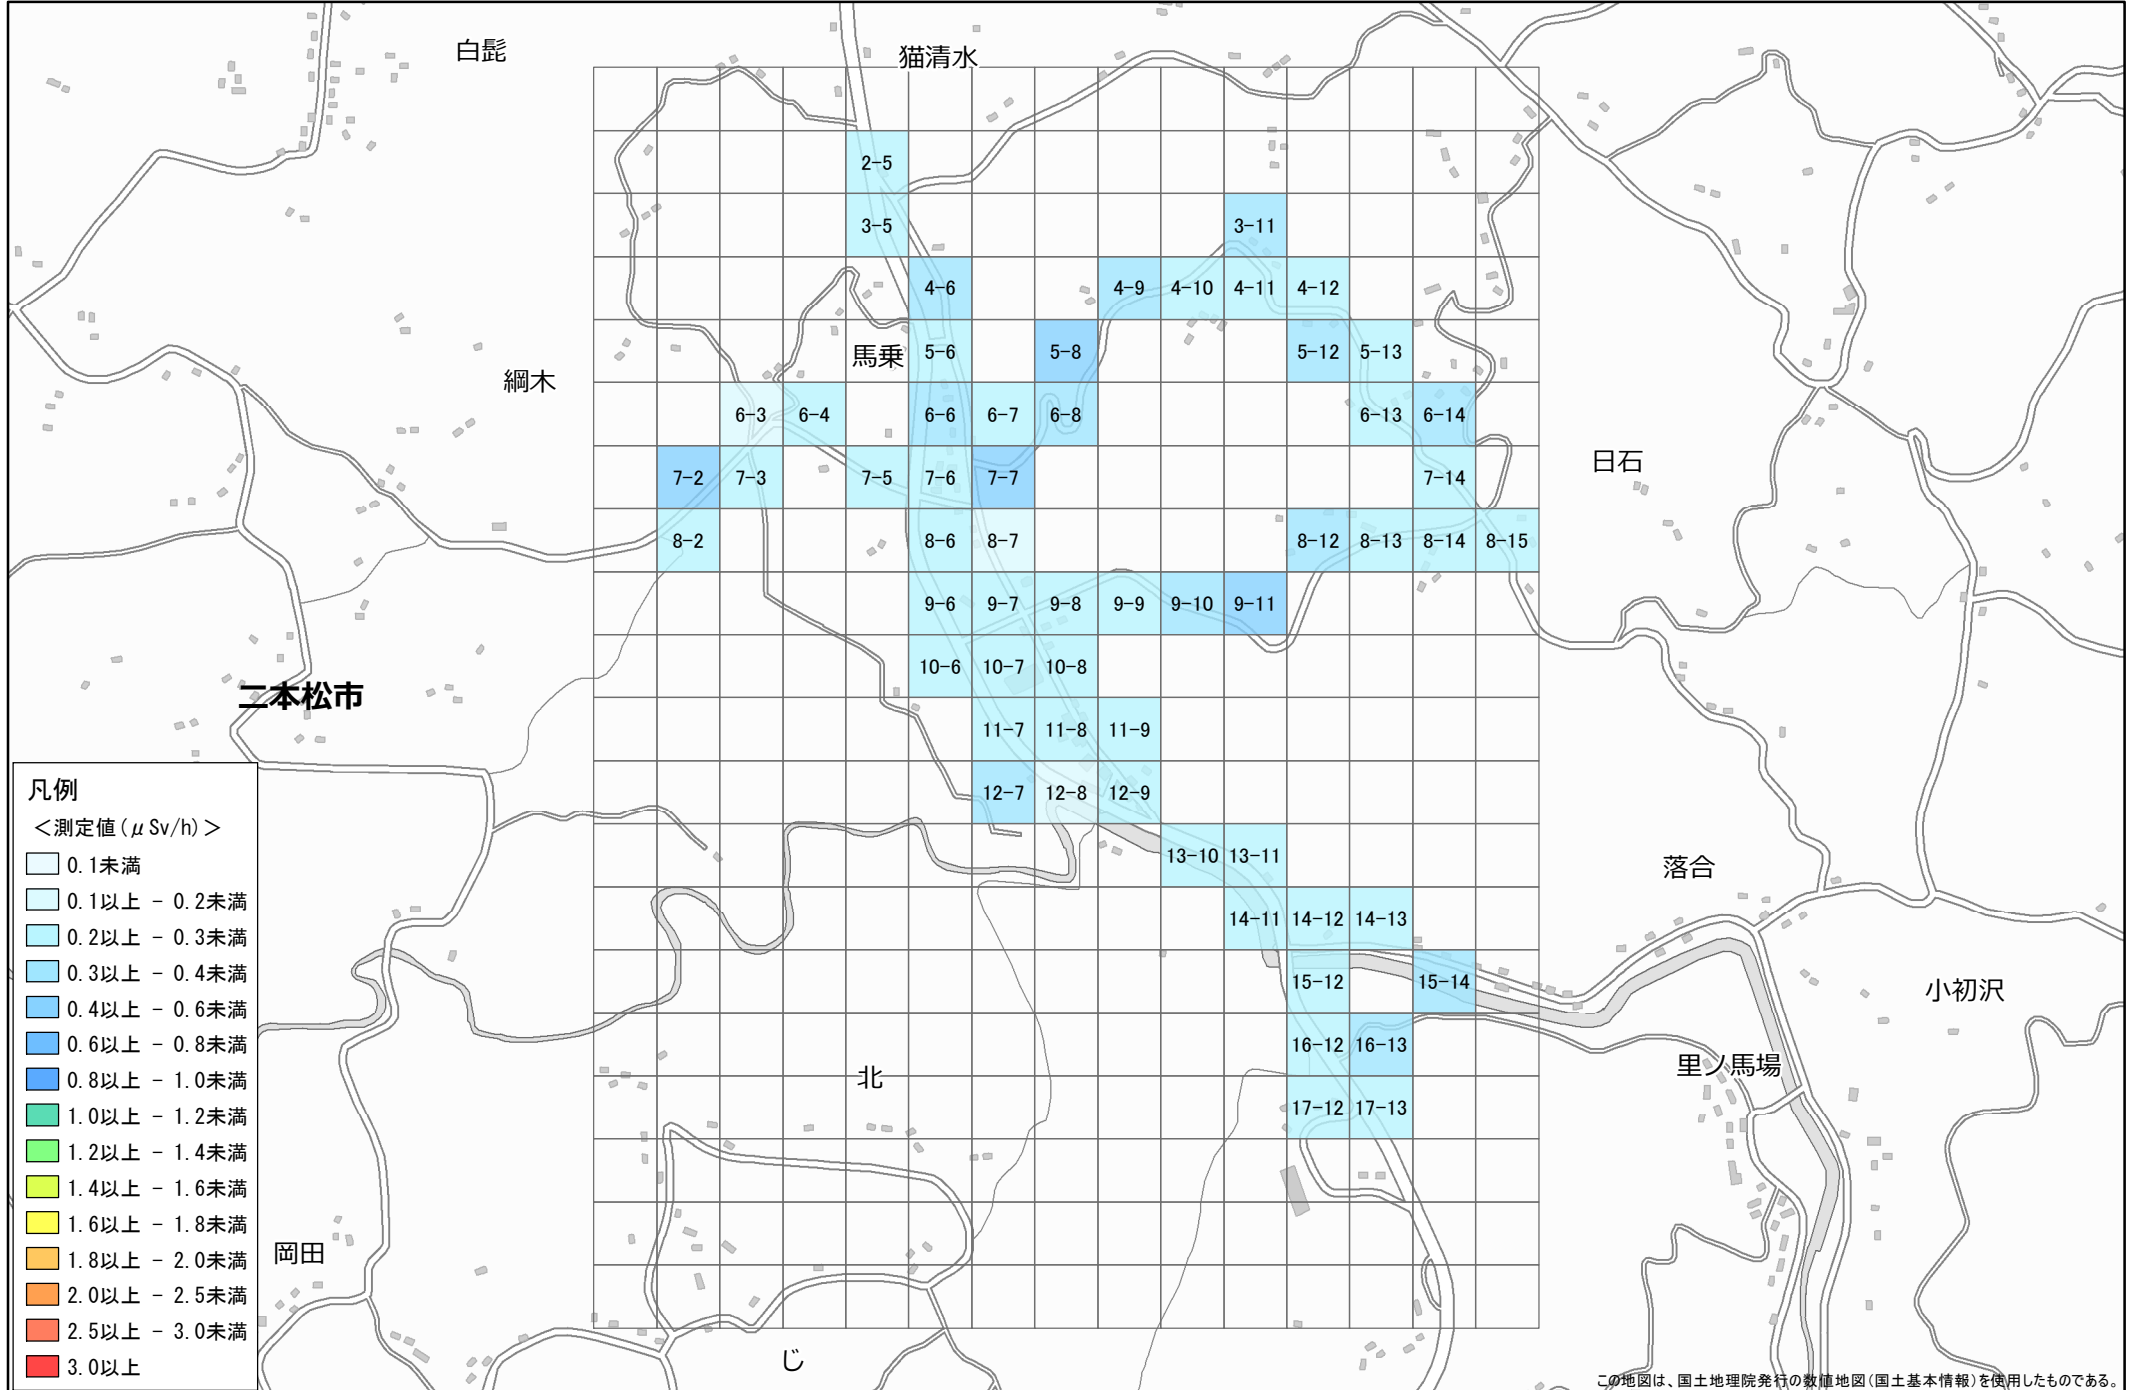 白髭
猫清水
2-5
3-5
3-11
4-6
4-9
4-10
4-11
4-12
馬乗
5-6
5-8
5-12
5-13
綱木
6-3
6-4
6-6
6-7
6-8
6-13
6-14
日石
7-2
7-3
7-5
7-6
7-7
7-14
8-2
8-6
8-7
8-12
8-13
8-14
8-15
9-6
9-7
9-8
9-9
9-10
9-11
10-6
10-7
10-8
二本松市
11-7
11-8
11-9
12-7
12-8
12-9
13-10
13-11
落合
14-11
14-12
14-13
15-12
15-14
小初沢
16-12
16-13
里ノ馬場
北
17-12
17-13
岡田
じ
凡例
<測定値(μSv/h)>
0.1未満
0.1以上 - 0.2未満
0.2以上 - 0.3未満
0.3以上 - 0.4未満
0.4以上 - 0.6未満
0.6以上 - 0.8未満
0.8以上 - 1.0未満
1.0以上 - 1.2未満
1.2以上 - 1.4未満
1.4以上 - 1.6未満
1.6以上 - 1.8未満
1.8以上 - 2.0未満
2.0以上 - 2.5未満
2.5以上 - 3.0未満
3.0以上
この地図は、国土地理院発行の数値地図(国土基本情報)を使用したものである。